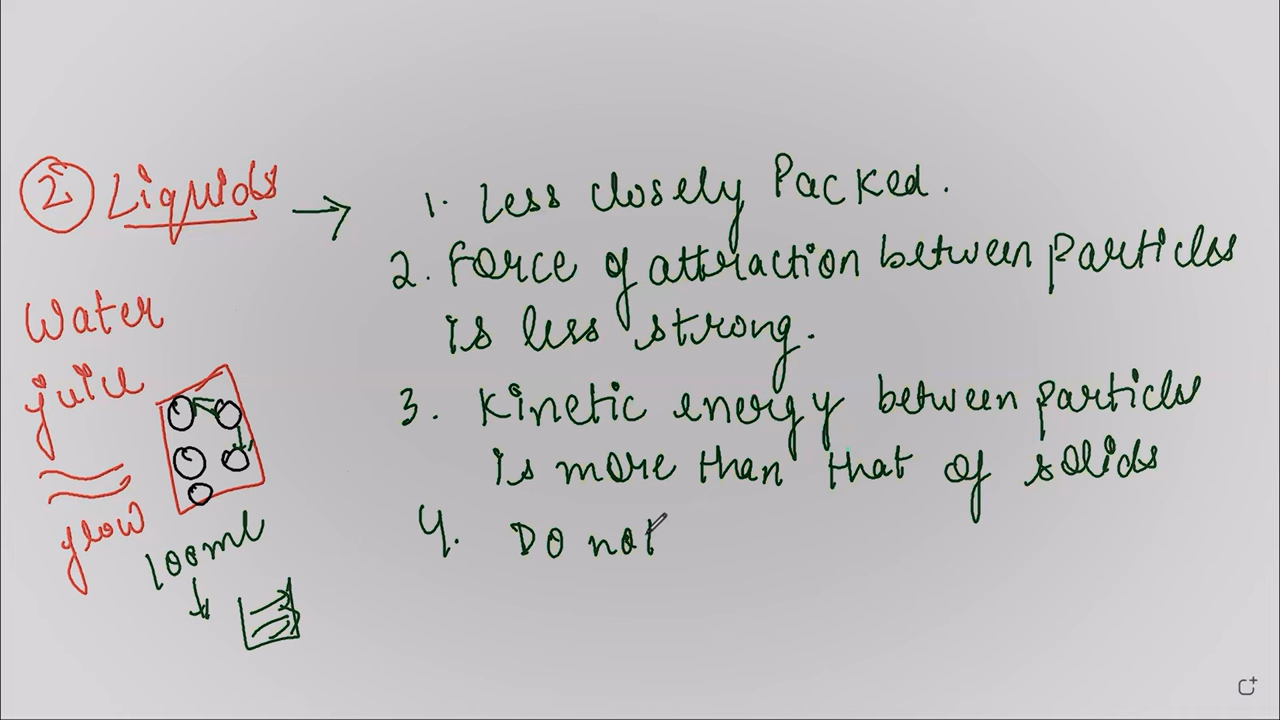 2 Liquids →
1. Less closely Packed.
2. Force of attraction between particles
is less strong.
3. Kinetic energy between particles
is more than that of solids
4. Do not
Water
juice
flow
100ml